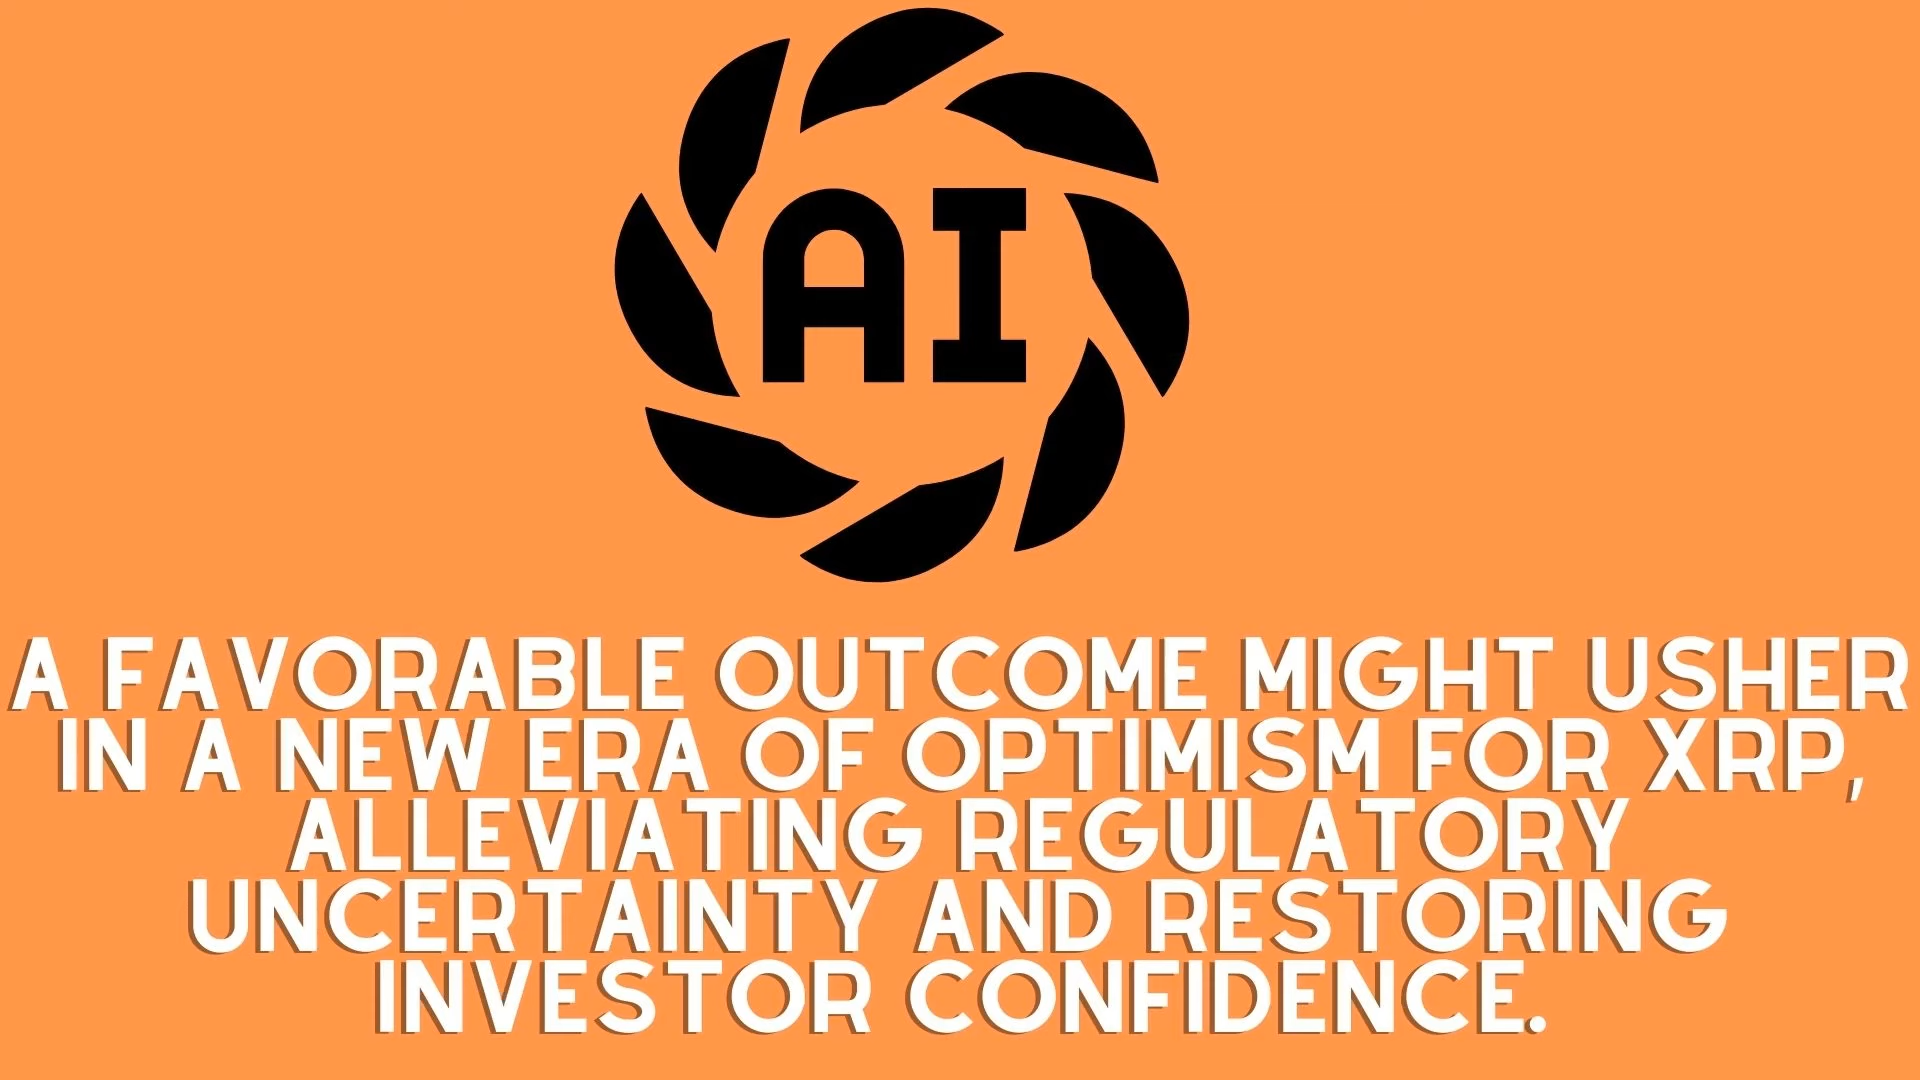 AI
A FAVORABLE OUTCOME MIGHT USHER
IN A NEW ERA OF OPTIMISM FOR XRP,
ALLEVIATING REGULATORY
UNCERTAINTY AND RESTORING
INVESTOR CONFIDENCE.